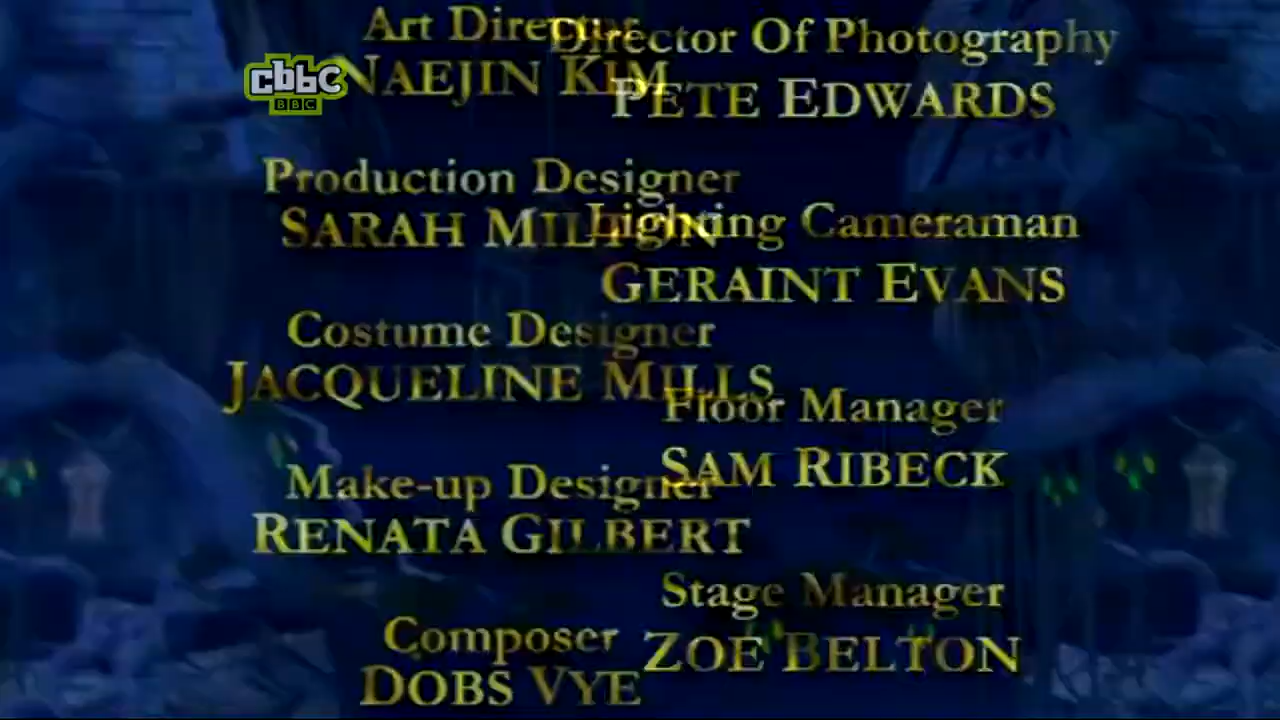 cbbc
BBC
Art Director
NAEJIN KIM
Production Designer
SARAH MILTON
Costume Designer
JACQUELINE MILLS
Make-up Designer
RENATA GILBERT
Composer
DOBS VYE
Director Of Photography
PETE EDWARDS
Lighting Cameraman
GERAINT EVANS
Floor Manager
SAM RIBECK
Stage Manager
ZOE BELTON